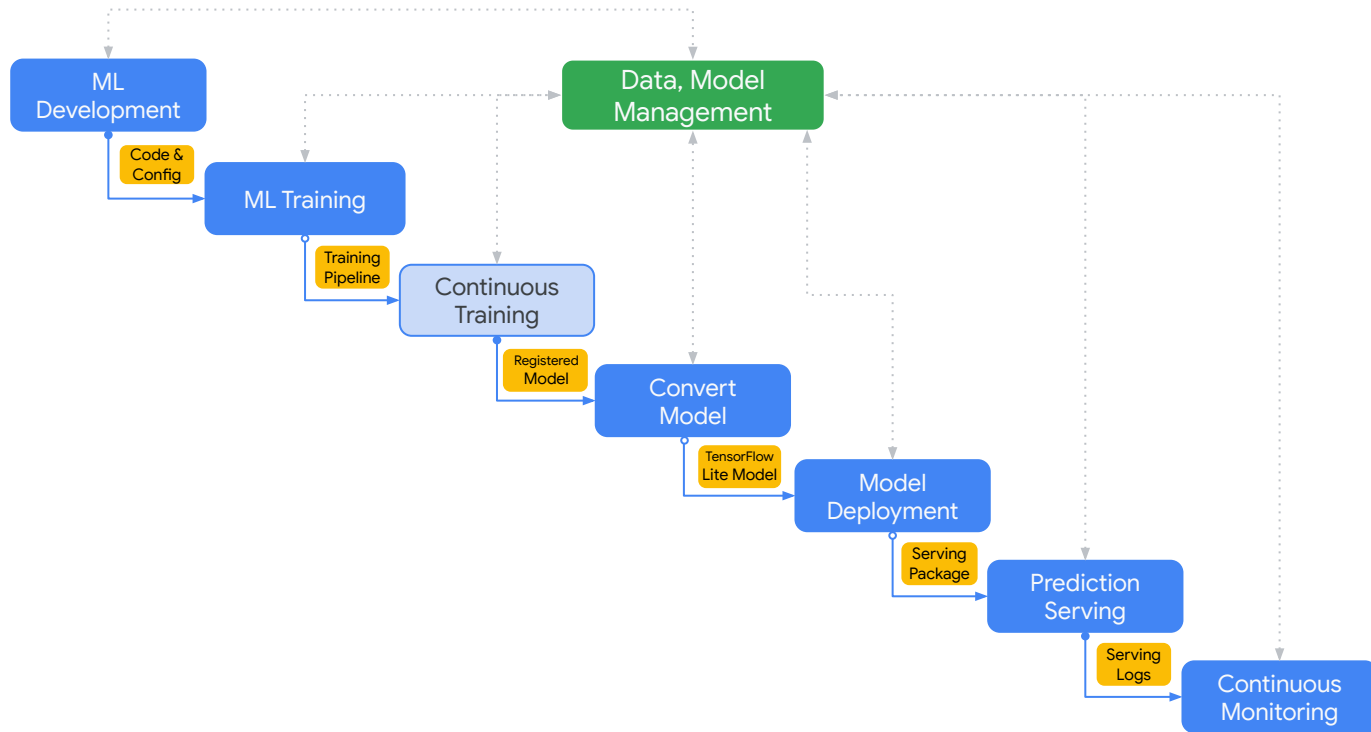 ML
Development
Data, Model
Management
Code &
Config
ML Training
Training
Pipeline
Continuous
Training
Registered
Model
Convert
Model
TensorFlow
Lite Model
Model
Deployment
Serving
Package
Prediction
Serving
Serving
Logs
Continuous
Monitoring